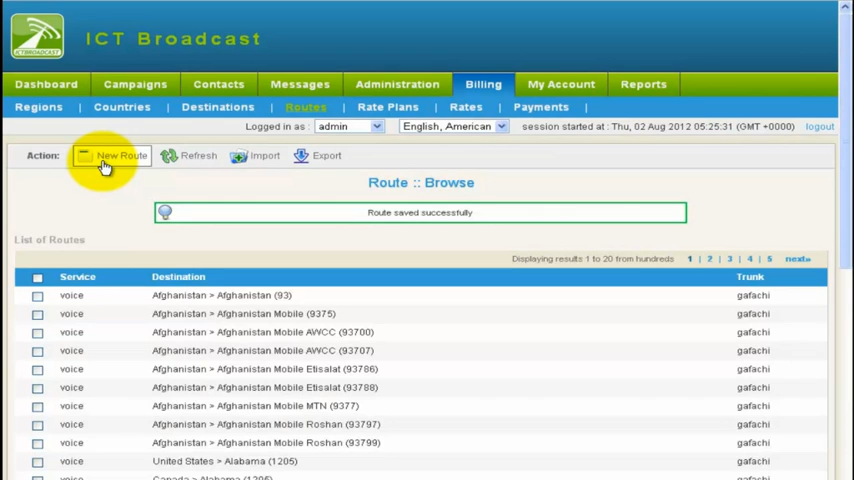 ICTBROADCAST
ICT Broadcast
Dashboard Campaigns Contacts Messages Administration Billing My Account Reports
Regions | Countries | Destinations | Routes | Rate Plans | Rates | Payments |
Logged in as: admin English, American session started at: Thu, 02 Aug 2012 05:25:31 (GMT +0000) logout
Action: New Route Refresh Import Export
Route :: Browse
Route saved successfully
List of Routes
Displaying results 1 to 20 from hundreds 1 | 2 | 3 | 4 | 5 next»
Service Destination Trunk
voice Afghanistan > Afghanistan (93) gafachi
voice Afghanistan > Afghanistan Mobile (9375) gafachi
voice Afghanistan > Afghanistan Mobile AWCC (93700) gafachi
voice Afghanistan > Afghanistan Mobile AWCC (93707) gafachi
voice Afghanistan > Afghanistan Mobile Etisalat (93786) gafachi
voice Afghanistan > Afghanistan Mobile Etisalat (93788) gafachi
voice Afghanistan > Afghanistan Mobile MTN (9377) gafachi
voice Afghanistan > Afghanistan Mobile Roshan (93797) gafachi
voice Afghanistan > Afghanistan Mobile Roshan (93799) gafachi
voice United States > Alabama (1205) gafachi
voice Canada > Alabama (1205) gafachi